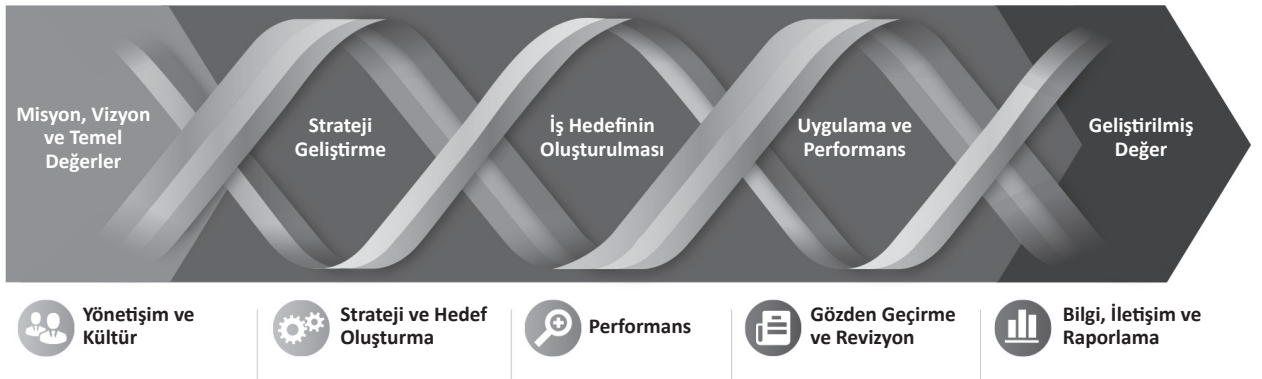 Misyon, Vizyon
ve Temel
Değerler
Strateji
Geliştirme
İş Hedefinin
Oluşturulması
Uygulama ve
Performans
Geliştirilmiş
Değer
Yönetişim ve
Kültür
Strateji ve Hedef
Oluşturma
Performans
Gözden Geçirme
ve Revizyon
Bilgi, İletişim ve
Raporlama